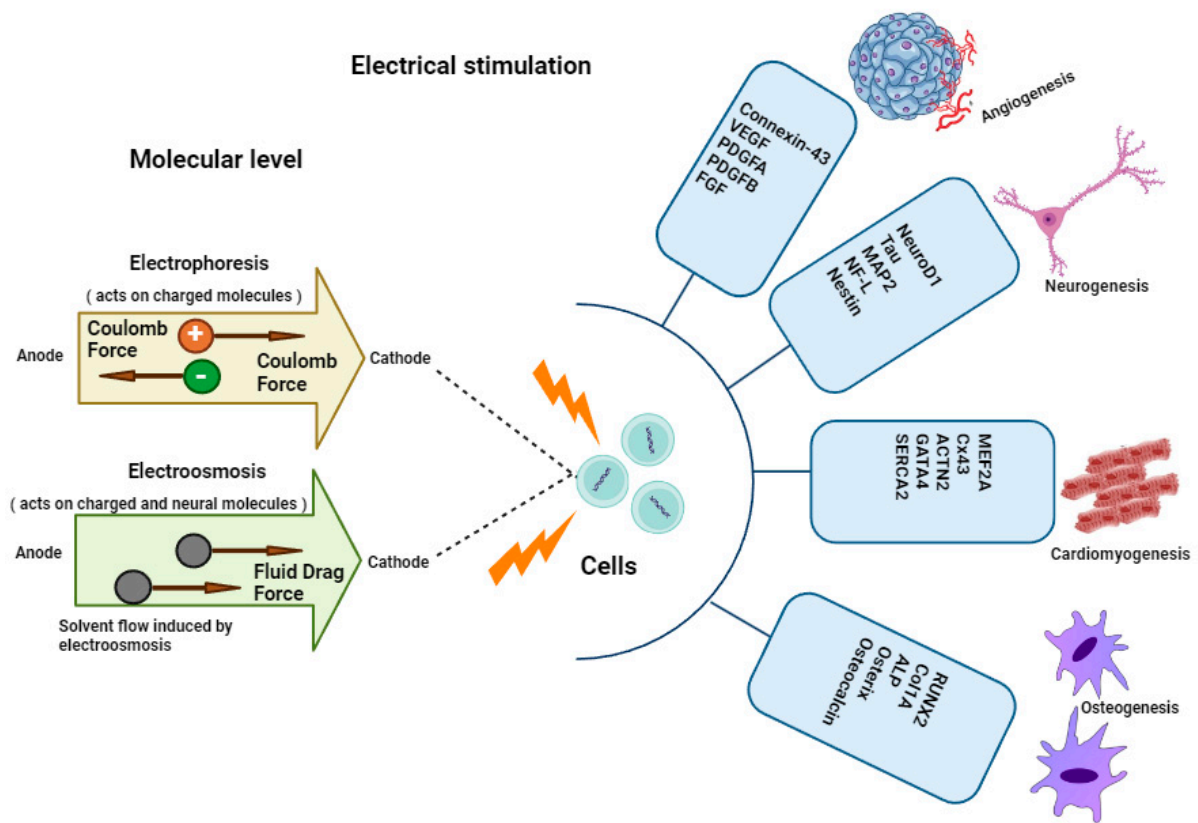 Electrical stimulation
Molecular level
Electrophoresis
( acts on charged molecules )
Coulomb
Force
+
-
Coulomb
Force
Anode
Cathode
Electroosmosis
( acts on charged and neural molecules )
Anode
Fluid Drag
Force
Cathode
Solvent flow induced by
electroosmosis
Cells
Connexin-43
VEGF
PDGFA
PDGFB
FGF
Angiogenesis
NeuroD1
Tau
MAP2
NF-L
Nestin
Neurogenesis
MEF2A
Cx43
ACTN2
GATA4
SERCA2
Cardiomyogenesis
RUNX2
Col1A
ALP
Osterix
Osteocalcin
Osteogenesis